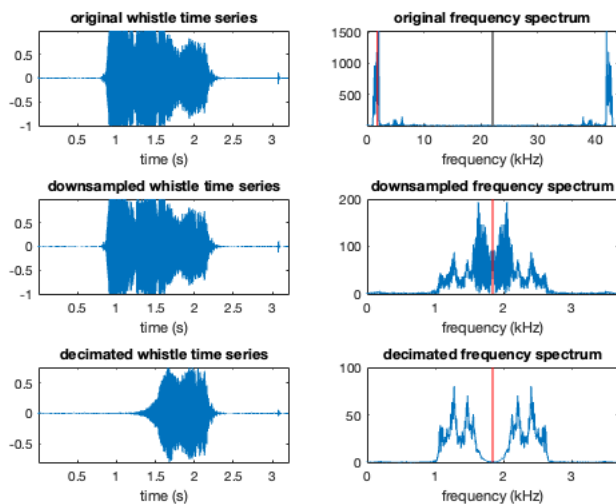 original whistle time series
0.5
0
-0.5
-1
0.5 1 1.5 2 2.5 3
time (s)
original frequency spectrum
1500
1000
500
0 10 20 30 40
frequency (kHz)
downsampled whistle time series
0.5
0
-0.5
-1
0.5 1 1.5 2 2.5 3
time (s)
downsampled frequency spectrum
200
100
0
0 1 2 3
frequency (kHz)
decimated whistle time series
0.5
0
-0.5
0.5 1 1.5 2 2.5 3
time (s)
decimated frequency spectrum
100
50
0
0 1 2 3
frequency (kHz)